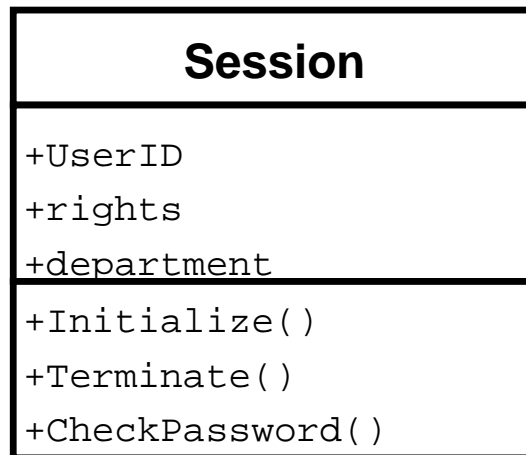 Session
+UserID
+rights
+department
+Initialize()
+Terminate()
+CheckPassword()